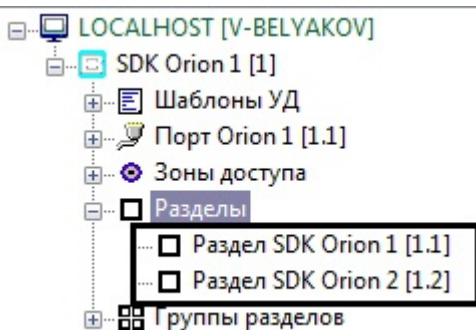 LOCALHOST [V-BELYAKOV]
SDK Orion 1 [1]
Шаблоны УД
Порт Orion 1 [1.1]
Зоны доступа
Разделы
Раздел SDK Orion 1 [1.1]
Раздел SDK Orion 2 [1.2]
Группы разделов